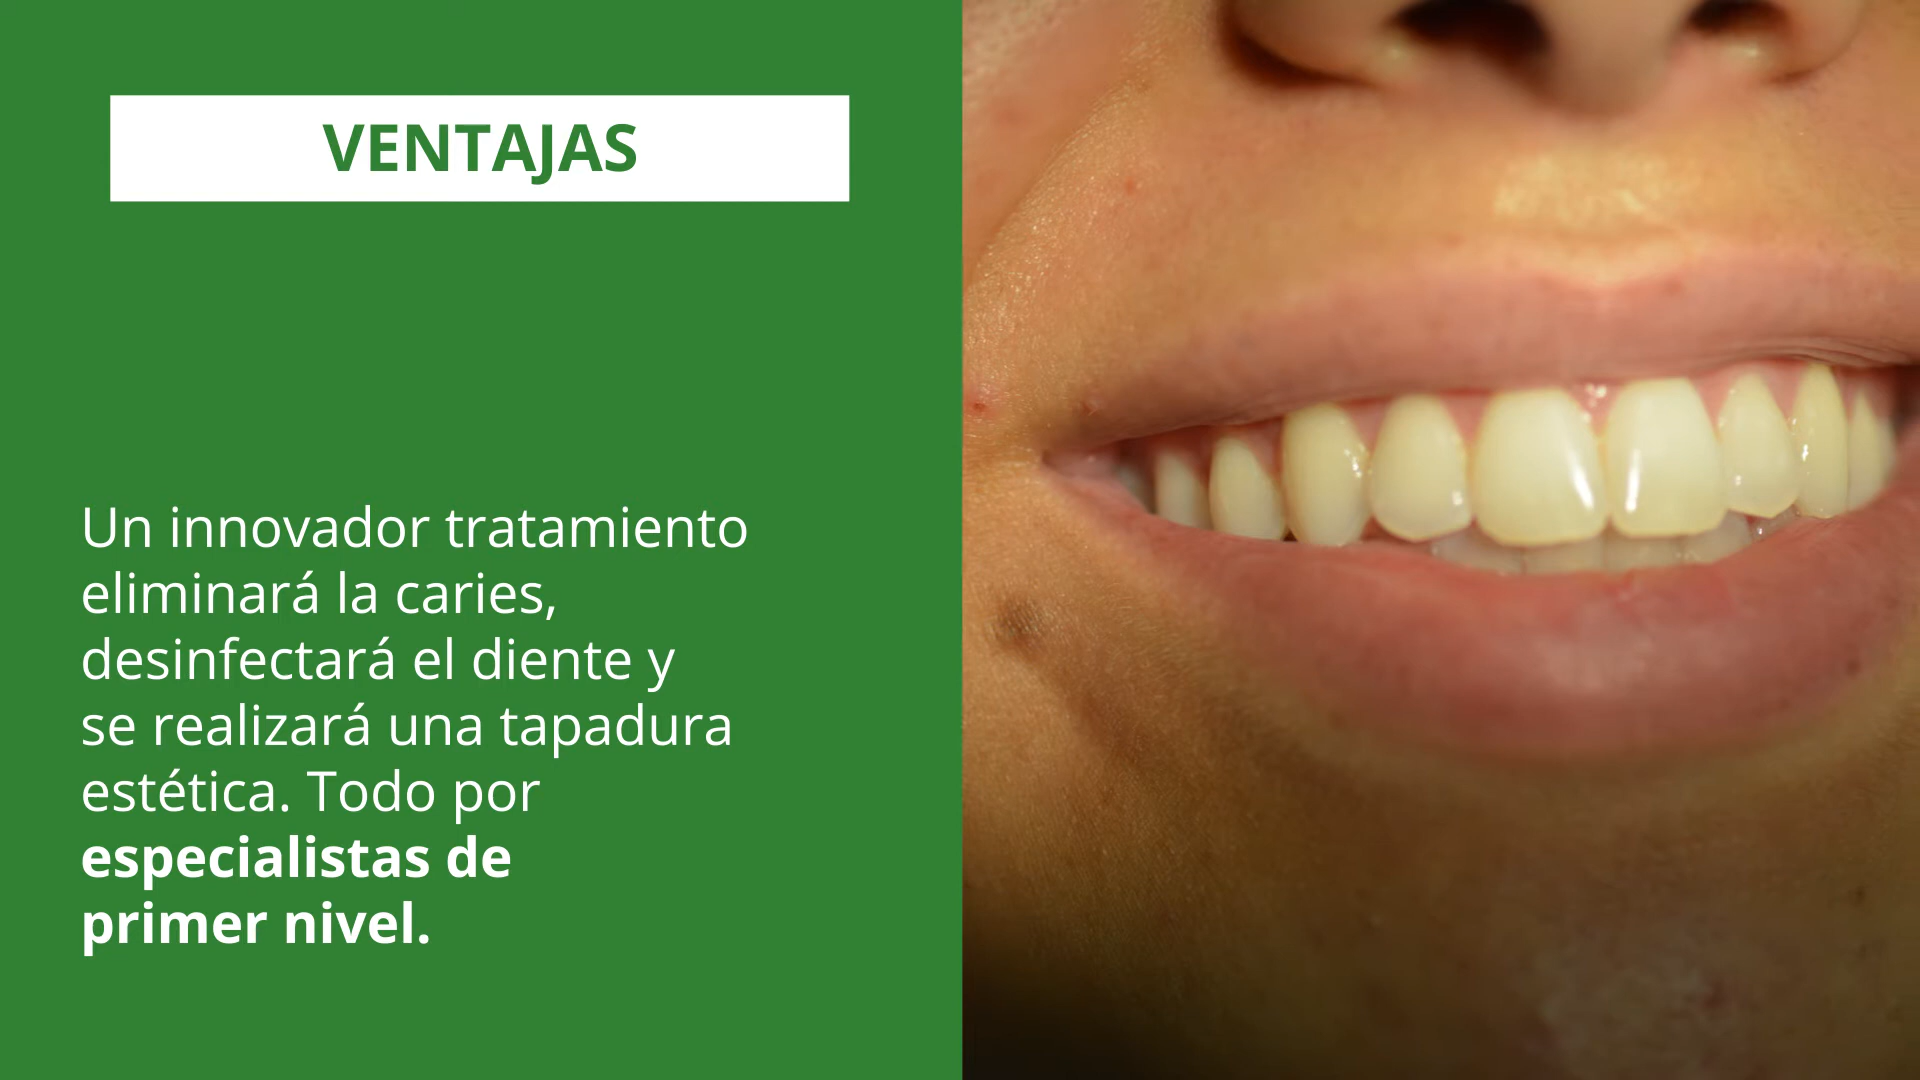 VENTAJAS
Un innovador tratamiento
eliminará la caries,
desinfectará el diente y
se realizará una tapadura
estética. Todo por
especialistas de
primer nivel.